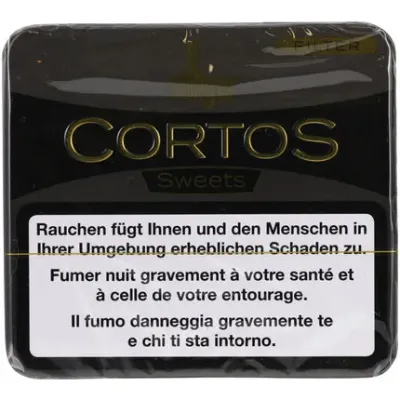 FILTER
CORTOS
Sweets
Rauchen fügt Ihnen und den Menschen in
Ihrer Umgebung erheblichen Schaden zu.
Fumer nuit gravement à votre santé et
à celle de votre entourage.
Il fumo danneggia gravemente te
e chi ti sta intorno.